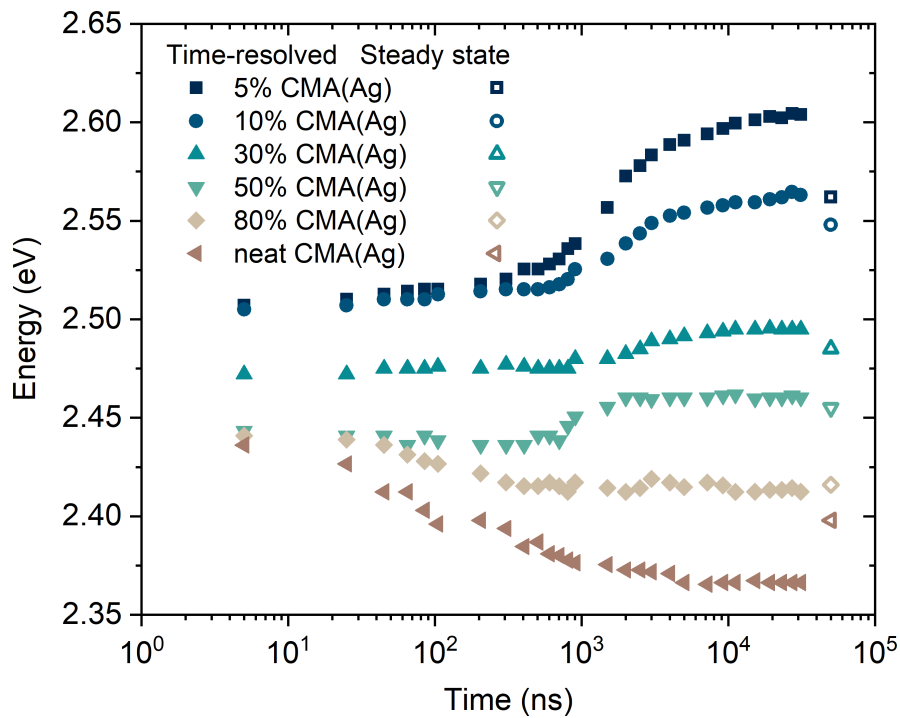 2.65
2.60
2.55
2.50
2.45
2.40
2.35
Energy (eV)
Time-resolved Steady state
5% CMA(Ag)
10% CMA(Ag)
30% CMA(Ag)
50% CMA(Ag)
80% CMA(Ag)
neat CMA(Ag)
10⁰ 10¹ 10² 10³ 10⁴ 10⁵
Time (ns)